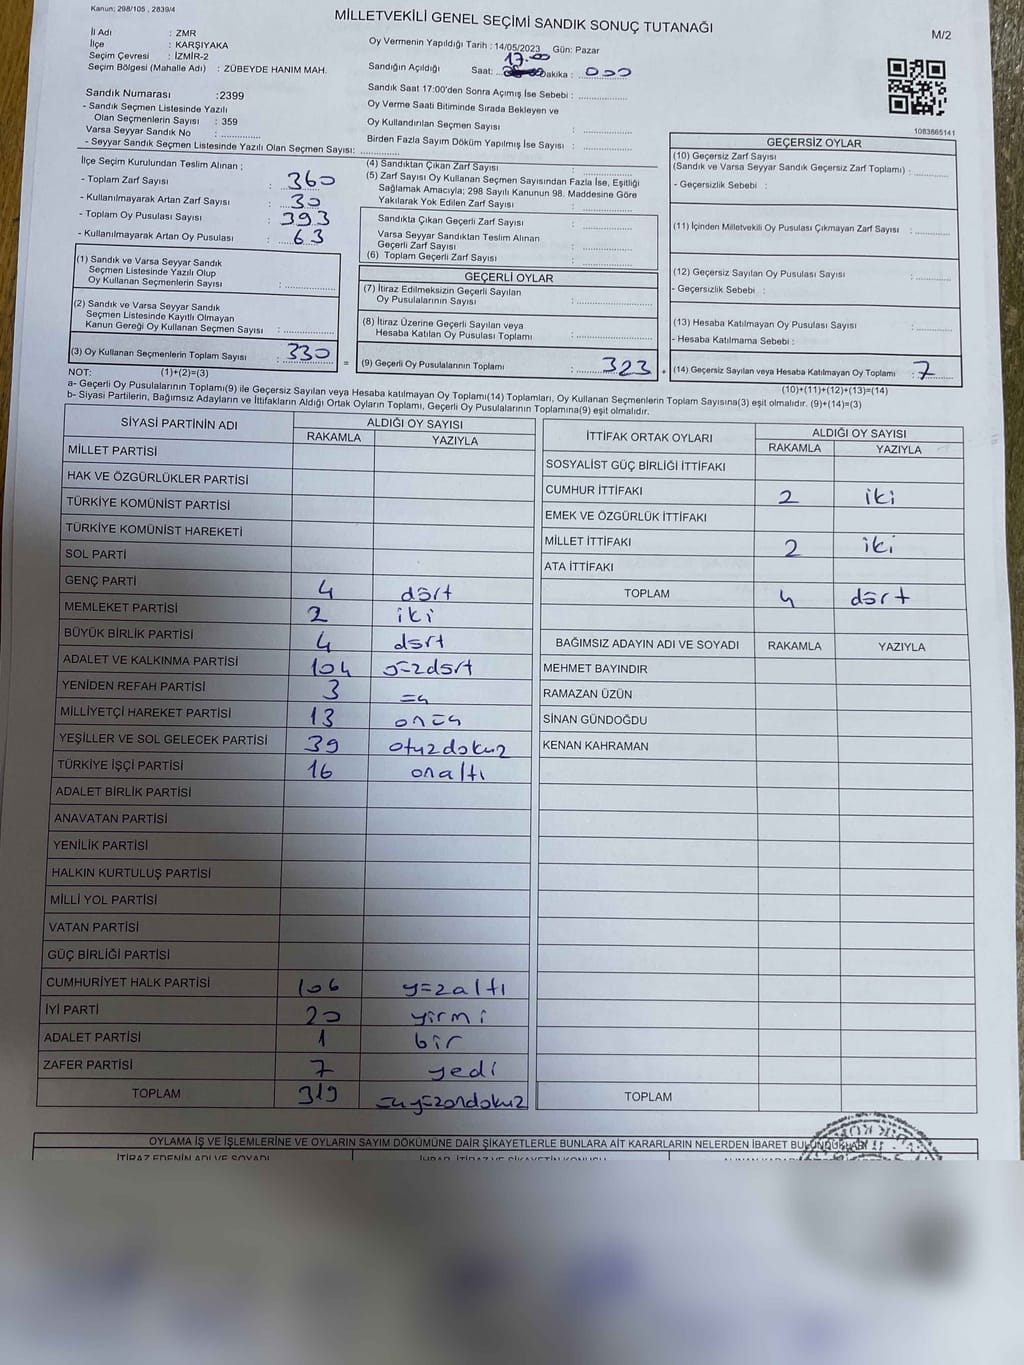 Kanun; 298/105 , 2839/4
MİLLETVEKİLİ GENEL SEÇİMİ SANDIK SONUÇ TUTANAĞI
M/2
İl Adı : ZMR
İlçe : KARŞIYAKA
Seçim Çevresi : İZMİR-2
Seçim Bölgesi (Mahalle Adı) : ZÜBEYDE HANIM MAH.
Oy Vermenin Yapıldığı Tarih : 14/05/2023 Gün: Pazar
Sandığın Açıldığı Saat: 17.00 Dakika : 000
Sandık Saat 17:00'den Sonra Açımış İse Sebebi :
Oy Verme Saati Bitiminde Sırada Bekleyen ve
Oy Kullandırılan Seçmen Sayısı :
Birden Fazla Sayım Döküm Yapılmış İse Sayısı :
1083865141
Sandık Numarası :2399
- Sandık Seçmen Listesinde Yazılı
Olan Seçmenlerin Sayısı : 359
Varsa Seyyar Sandık No :
- Seyyar Sandık Seçmen Listesinde Yazılı Olan Seçmen Sayısı:
İlçe Seçim Kurulundan Teslim Alınan ;
- Toplam Zarf Sayısı : 360
- Kullanılmayarak Artan Zarf Sayısı : 30
- Toplam Oy Pusulası Sayısı : 393
- Kullanılmayarak Artan Oy Pusulası : 63
(1) Sandık ve Varsa Seyyar Sandık
Seçmen Listesinde Yazılı Olup
Oy Kullanan Seçmenlerin Sayısı :
(2) Sandık ve Varsa Seyyar Sandık
Seçmen Listesinde Kayıtlı Olmayan
Kanun Gereği Oy Kullanan Seçmen Sayısı :
(3) Oy Kullanan Seçmenlerin Toplam Sayısı : 330 =
(4) Sandıktan Çıkan Zarf Sayısı :
(5) Zarf Sayısı Oy Kullanan Seçmen Sayısından Fazla İse, Eşitliği
Sağlamak Amacıyla; 298 Sayılı Kanunun 98. Maddesine Göre
Yakılarak Yok Edilen Zarf Sayısı :
Sandıkta Çıkan Geçerli Zarf Sayısı :
Varsa Seyyar Sandıktan Teslim Alınan
Geçerli Zarf Sayısı :
(6) Toplam Geçerli Zarf Sayısı :
GEÇERLİ OYLAR
(7) İtiraz Edilmeksizin Geçerli Sayılan
Oy Pusulalarının Sayısı :
(8) İtiraz Üzerine Geçerli Sayılan veya
Hesaba Katılan Oy Pusulası Toplamı :
(9) Geçerli Oy Pusulalarının Toplamı : 323 +
GEÇERSİZ OYLAR
(10) Geçersiz Zarf Sayısı
(Sandık ve Varsa Seyyar Sandık Geçersiz Zarf Toplamı) :
- Geçersizlik Sebebi :
(11) İçinden Milletvekili Oy Pusulası Çıkmayan Zarf Sayısı :
(12) Geçersiz Sayılan Oy Pusulası Sayısı :
- Geçersizlik Sebebi :
(13) Hesaba Katılmayan Oy Pusulası Sayısı :
- Hesaba Katılmama Sebebi :
(14) Geçersiz Sayılan veya Hesaba Katılmayan Oy Toplamı : 7
NOT: (1)+(2)=(3)
(10)+(11)+(12)+(13)=(14)
a- Geçerli Oy Pusulalarının Toplamı(9) ile Geçersiz Sayılan veya Hesaba katılmayan Oy Toplamı(14) Toplamları, Oy Kullanan Seçmenlerin Toplam Sayısına(3) eşit olmalıdır. (9)+(14)=(3)
b- Siyasi Partilerin, Bağımsız Adayların ve İttifakların Aldığı Ortak Oyların Toplamı, Geçerli Oy Pusulalarının Toplamına(9) eşit olmalıdır.
SİYASİ PARTİNİN ADI ALDIĞI OY SAYISI
RAKAMLA YAZIYLA
MİLLET PARTİSİ
HAK VE ÖZGÜRLÜKLER PARTİSİ
TÜRKİYE KOMÜNİST PARTİSİ
TÜRKİYE KOMÜNİST HAREKETİ
SOL PARTİ
GENÇ PARTİ 4 dört
MEMLEKET PARTİSİ 2 iki
BÜYÜK BİRLİK PARTİSİ 4 dört
ADALET VE KALKINMA PARTİSİ 104 yüzdört
YENİDEN REFAH PARTİSİ 3 üç
MİLLİYETÇİ HAREKET PARTİSİ 13 onüç
YEŞİLLER VE SOL GELECEK PARTİSİ 39 otuzdokuz
TÜRKİYE İŞÇİ PARTİSİ 16 onaltı
ADALET BİRLİK PARTİSİ
ANAVATAN PARTİSİ
YENİLİK PARTİSİ
HALKIN KURTULUŞ PARTİSİ
MİLLİ YOL PARTİSİ
VATAN PARTİSİ
GÜÇ BİRLİĞİ PARTİSİ
CUMHURİYET HALK PARTİSİ 106 yüzaltı
İYİ PARTİ 20 yirmi
ADALET PARTİSİ 1 bir
ZAFER PARTİSİ 7 yedi
TOPLAM 319 üçyüzondokuz
İTTİFAK ORTAK OYLARI ALDIĞI OY SAYISI
RAKAMLA YAZIYLA
SOSYALİST GÜÇ BİRLİĞİ İTTİFAKI
CUMHUR İTTİFAKI 2 iki
EMEK VE ÖZGÜRLÜK İTTİFAKI
MİLLET İTTİFAKI 2 iki
ATA İTTİFAKI
TOPLAM 4 dört
BAĞIMSIZ ADAYIN ADI VE SOYADI RAKAMLA YAZIYLA
MEHMET BAYINDIR
RAMAZAN ÜZÜN
SİNAN GÜNDOĞDU
KENAN KAHRAMAN
TOPLAM
OYLAMA İŞ VE İŞLEMLERİNE VE OYLARIN SAYIM DÖKÜMÜNE DAİR ŞİKAYETLERLE BUNLARA AİT KARARLARIN NELERDEN İBARET BULUNDUKLARI
İTİRAZ EDENİN ADI VE SOYADI